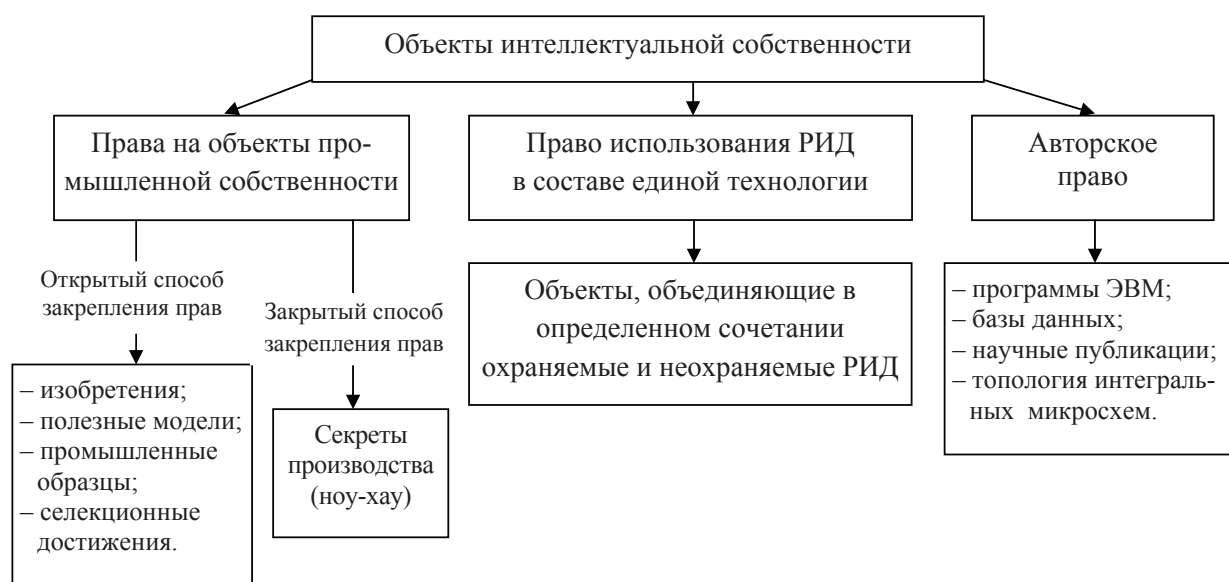 Объекты интеллектуальной собственности
Права на объекты про-
мышленной собственности
Право использования РИД
в составе единой технологии
Авторское
право
Открытый способ
закрепления прав
Закрытый способ
закрепления прав
Объекты, объединяющие в
определенном сочетании
охраняемые и неохраняемые РИД
– программы ЭВМ;
– базы данных;
– научные публикации;
– топология интеграль-
ных микросхем.
– изобретения;
– полезные модели;
– промышленные
образцы;
– селекционные
достижения.
Секреты
производства
(ноу-хау)